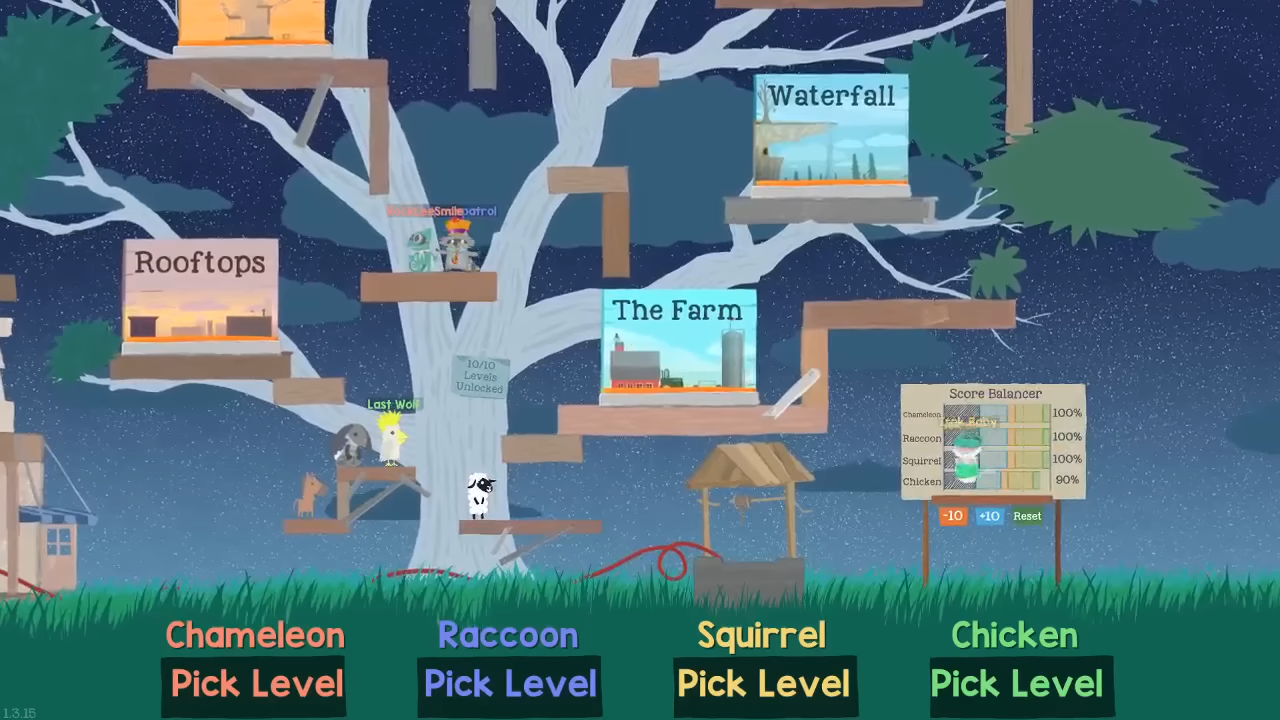 Waterfall
Rooftops
The Farm
10/10
Levels
Unlocked
Last Wolf
Score Balancer
Chameleon 100%
Raccoon 100%
Squirrel 100%
Chicken 90%
-10 +10 Reset
Chameleon Raccoon Squirrel Chicken
Pick Level Pick Level Pick Level Pick Level
1.3.15